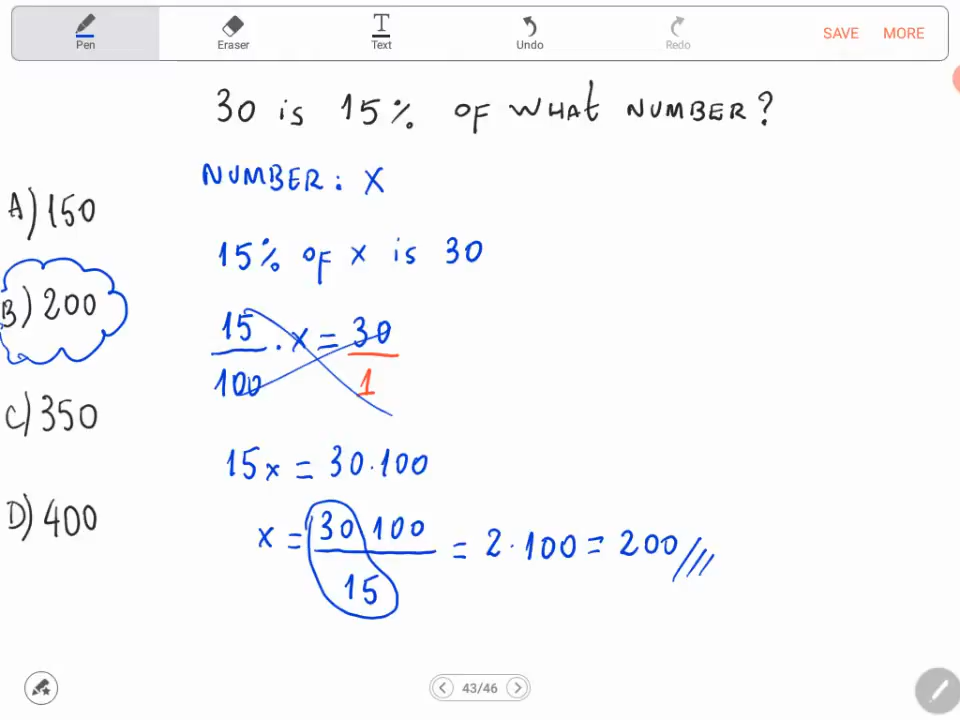 Pen Eraser Text Undo Redo SAVE MORE
30 is 15% of what number?
NUMBER: x
A) 150
15% of x is 30
B) 200
15/100 · x = 30/1
C) 350
15x = 30·100
D) 400
x = 30 100/15 = 2·100 = 200///
43/46